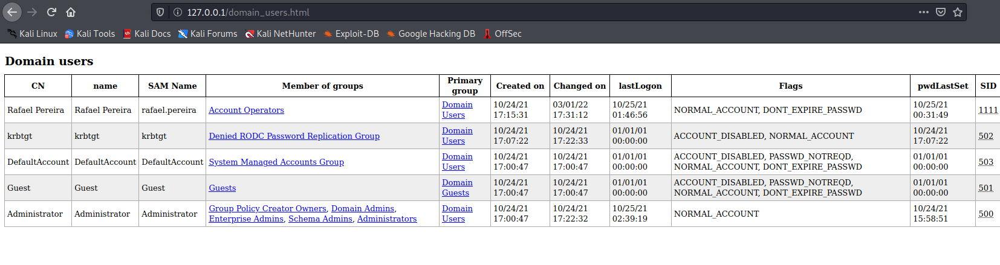 127.0.0.1/domain_users.html
Kali Linux Kali Tools Kali Docs Kali Forums Kali NetHunter Exploit-DB Google Hacking DB OffSec
Domain users
CN name SAM Name Member of groups Primary group Created on Changed on lastLogon Flags pwdLastSet SID
Rafael Pereira Rafael Pereira rafael.pereira Account Operators Domain Users 10/24/21 17:15:31 03/01/22 17:31:12 10/25/21 01:46:56 NORMAL_ACCOUNT, DONT_EXPIRE_PASSWD 10/25/21 00:31:49 1111
krbtgt krbtgt krbtgt Denied RODC Password Replication Group Domain Users 10/24/21 17:07:22 10/24/21 17:22:33 01/01/01 00:00:00 ACCOUNT_DISABLED, NORMAL_ACCOUNT 10/24/21 17:07:22 502
DefaultAccount DefaultAccount DefaultAccount System Managed Accounts Group Domain Users 10/24/21 17:00:47 10/24/21 17:00:47 01/01/01 00:00:00 ACCOUNT_DISABLED, PASSWD_NOTREQD, NORMAL_ACCOUNT, DONT_EXPIRE_PASSWD 01/01/01 00:00:00 503
Guest Guest Guest Guests Domain Guests 10/24/21 17:00:47 10/24/21 17:00:47 01/01/01 00:00:00 ACCOUNT_DISABLED, PASSWD_NOTREQD, NORMAL_ACCOUNT, DONT_EXPIRE_PASSWD 01/01/01 00:00:00 501
Administrator Administrator Administrator Group Policy Creator Owners, Domain Admins, Enterprise Admins, Schema Admins, Administrators Domain Users 10/24/21 17:00:47 10/24/21 17:22:32 10/25/21 02:39:19 NORMAL_ACCOUNT 10/24/21 15:58:51 500